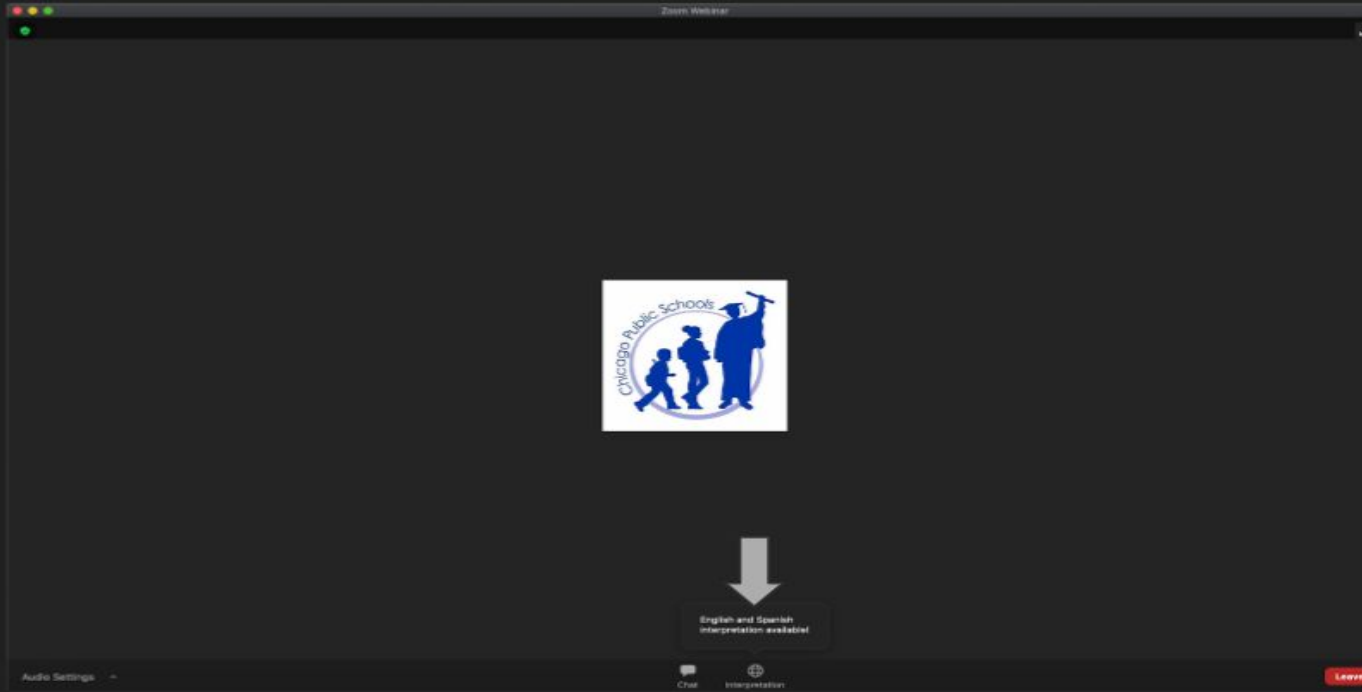 Zoom Webinar
Chicago Public Schools
English and Spanish
interpretation available!
Audio Settings
Chat
Interpretation
Leave